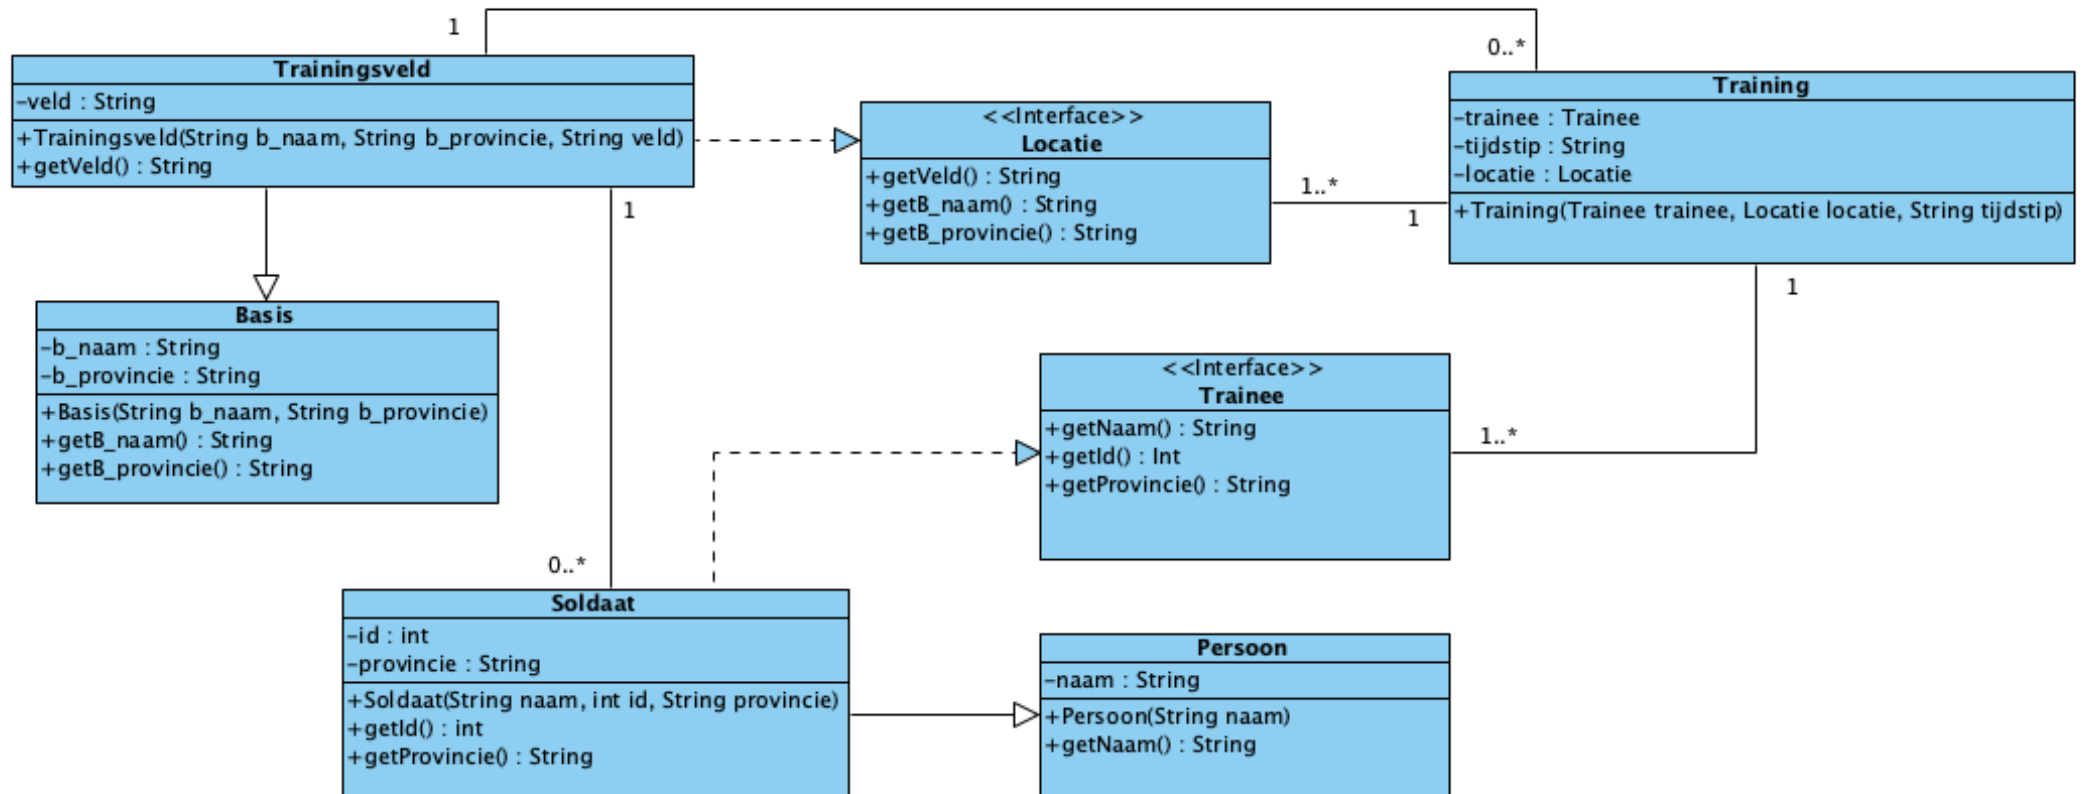 1
0..*
Trainingsveld
-veld : String
+Trainingsveld(String b_naam, String b_provincie, String veld)
+getVeld() : String
<<Interface>>
Locatie
+getVeld() : String
+getB_naam() : String
+getB_provincie() : String
Training
-trainee : Trainee
-tijdstip : String
-locatie : Locatie
+Training(Trainee trainee, Locatie locatie, String tijdstip)
1..*
1
1
1
Basis
-b_naam : String
-b_provincie : String
+Basis(String b_naam, String b_provincie)
+getB_naam() : String
+getB_provincie() : String
<<Interface>>
Trainee
+getNaam() : String
+getId() : Int
+getProvincie() : String
1..*
0..*
Soldaat
-id : int
-provincie : String
+Soldaat(String naam, int id, String provincie)
+getId() : int
+getProvincie() : String
Persoon
-naam : String
+Persoon(String naam)
+getNaam() : String